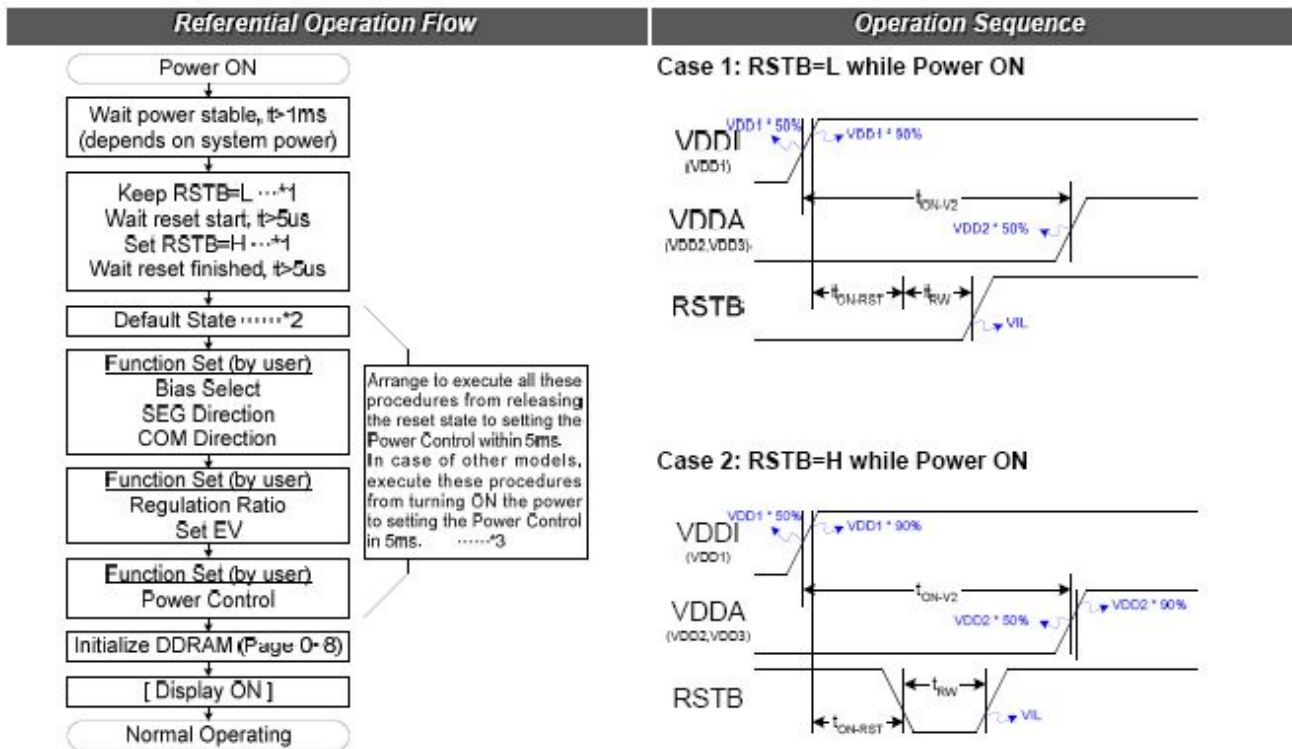 Referential Operation Flow
Power ON
Wait power stable, t>1ms
(depends on system power)
Keep RSTB=L ···*1
Wait reset start, t>5us
Set RSTB=H ···*1
Wait reset finished, t>5us
Default State ······*2
Function Set (by user)
Bias Select
SEG Direction
COM Direction
Function Set (by user)
Regulation Ratio
Set EV
Function Set (by user)
Power Control
Initialize DDRAM (Page 0~8)
[ Display ON ]
Normal Operating
Arrange to execute all these
procedures from releasing
the reset state to setting the
Power Control within 5ms.
In case of other models,
execute these procedures
from turning ON the power
to setting the Power Control
in 5ms. ······*3
Operation Sequence
Case 1: RSTB=L while Power ON
VDD1 * 50%
VDD1 * 90%
VDDI
(VDD1)
tON-V2
VDDA
(VDD2,VDD3)
VDD2 * 50%
RSTB
tON-RST
tRW
VIL
Case 2: RSTB=H while Power ON
VDD1 * 50%
VDD1 * 90%
VDDI
(VDD1)
tON-V2
VDDA
(VDD2,VDD3)
VDD2 * 50%
VDD2 * 90%
RSTB
tRW
tON-RST
VIL